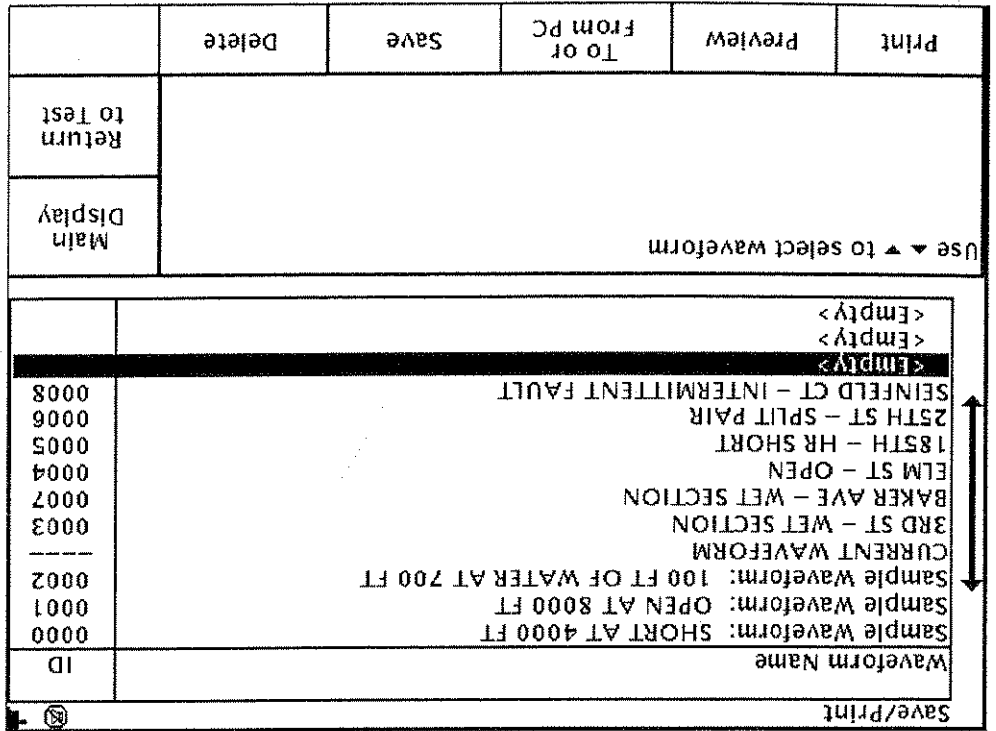 Save/Print
Waveform Name ID
Sample Waveform: SHORT AT 4000 FT 0000
Sample Waveform: OPEN AT 8000 FT 0001
Sample Waveform: 100 FT OF WATER AT 700 FT 0002
CURRENT WAVEFORM ----
3RD ST – WET SECTION 0003
BAKER AVE – WET SECTION 0007
ELM ST – OPEN 0004
185TH – HR SHORT 0005
25TH – ST SPLIT PAIR 0006
SEINFELD CT – INTERMITTENT FAULT 0008
<Empty>
<Empty>
<Empty>
Use ▲ ▼ to select waveform
Main
Display
Return
to Test
Print
Preview
To or
From PC
Save
Delete